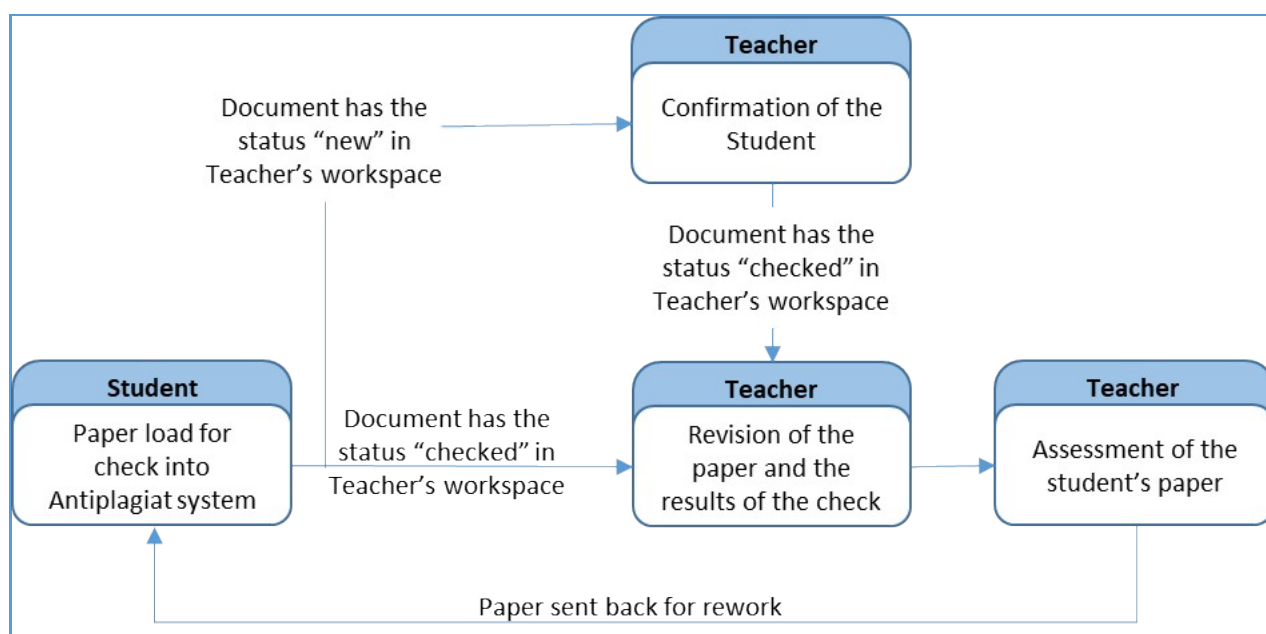 Teacher
Confirmation of the
Student
Document has the
status “new” in
Teacher’s workspace
Document has the
status “checked” in
Teacher’s workspace
Student
Paper load for
check into
Antiplagiat system
Document has the
status “checked” in
Teacher’s workspace
Teacher
Revision of the
paper and the
results of the check
Teacher
Assessment of the
student’s paper
Paper sent back for rework